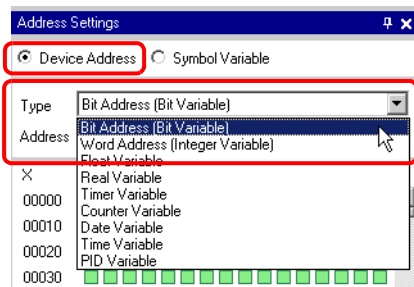 Address Settings
Device Address Symbol Variable
Type Bit Address (Bit Variable)
Address Bit Address (Bit Variable)
Word Address (Integer Variable)
Float Variable
X Real Variable
00000 Timer Variable
Counter Variable
00010 Date Variable
00020 Time Variable
PID Variable
00030